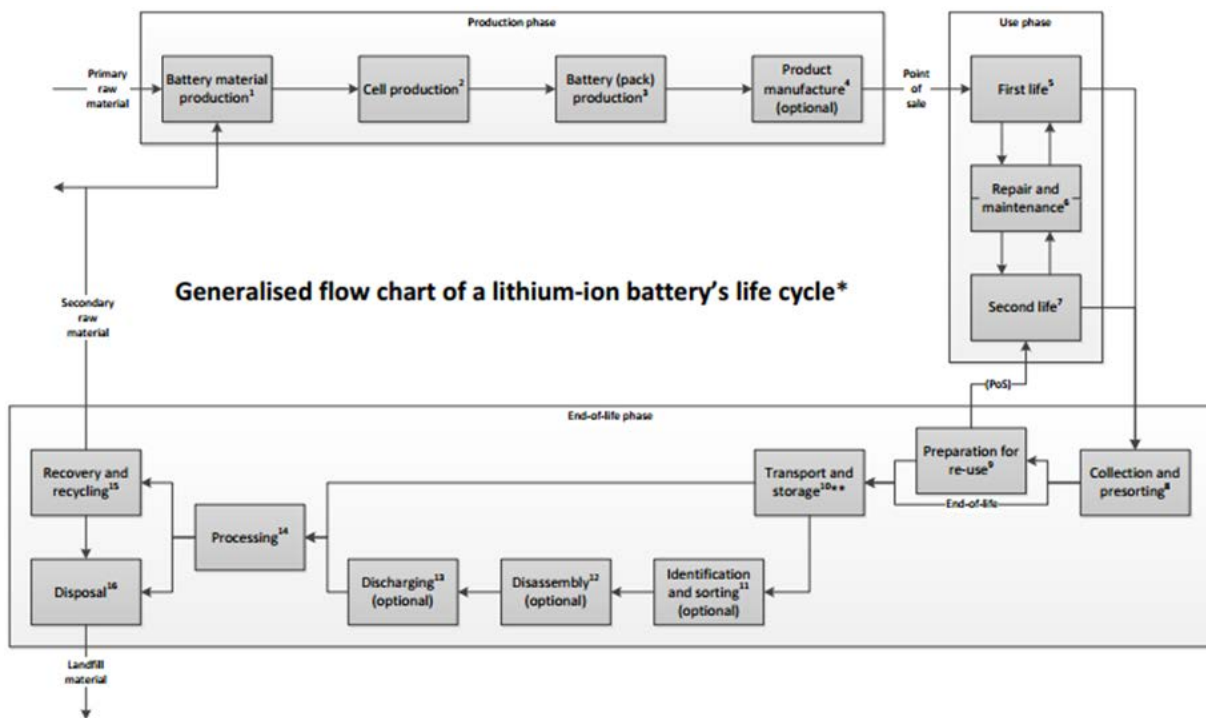 Production phase
Use phase
Primary
raw
material
Battery material
production¹
Cell production²
Battery (pack)
production³
Product
manufacture⁴
(optional)
Point
of
sale
First life⁵
Repair and
maintenance⁶
Second life⁷
Generalised flow chart of a lithium-ion battery’s life cycle*
Secondary
raw
material
(PoS)
End-of-life phase
Recovery and
recycling¹⁵
Disposal¹⁶
Processing¹⁴
Transport and
storage¹⁰**
Preparation for
re-use⁹
End-of-life
Collection and
presorting⁸
Discharging¹³
(optional)
Disassembly¹²
(optional)
Identification
and sorting¹¹
(optional)
Landfill
material